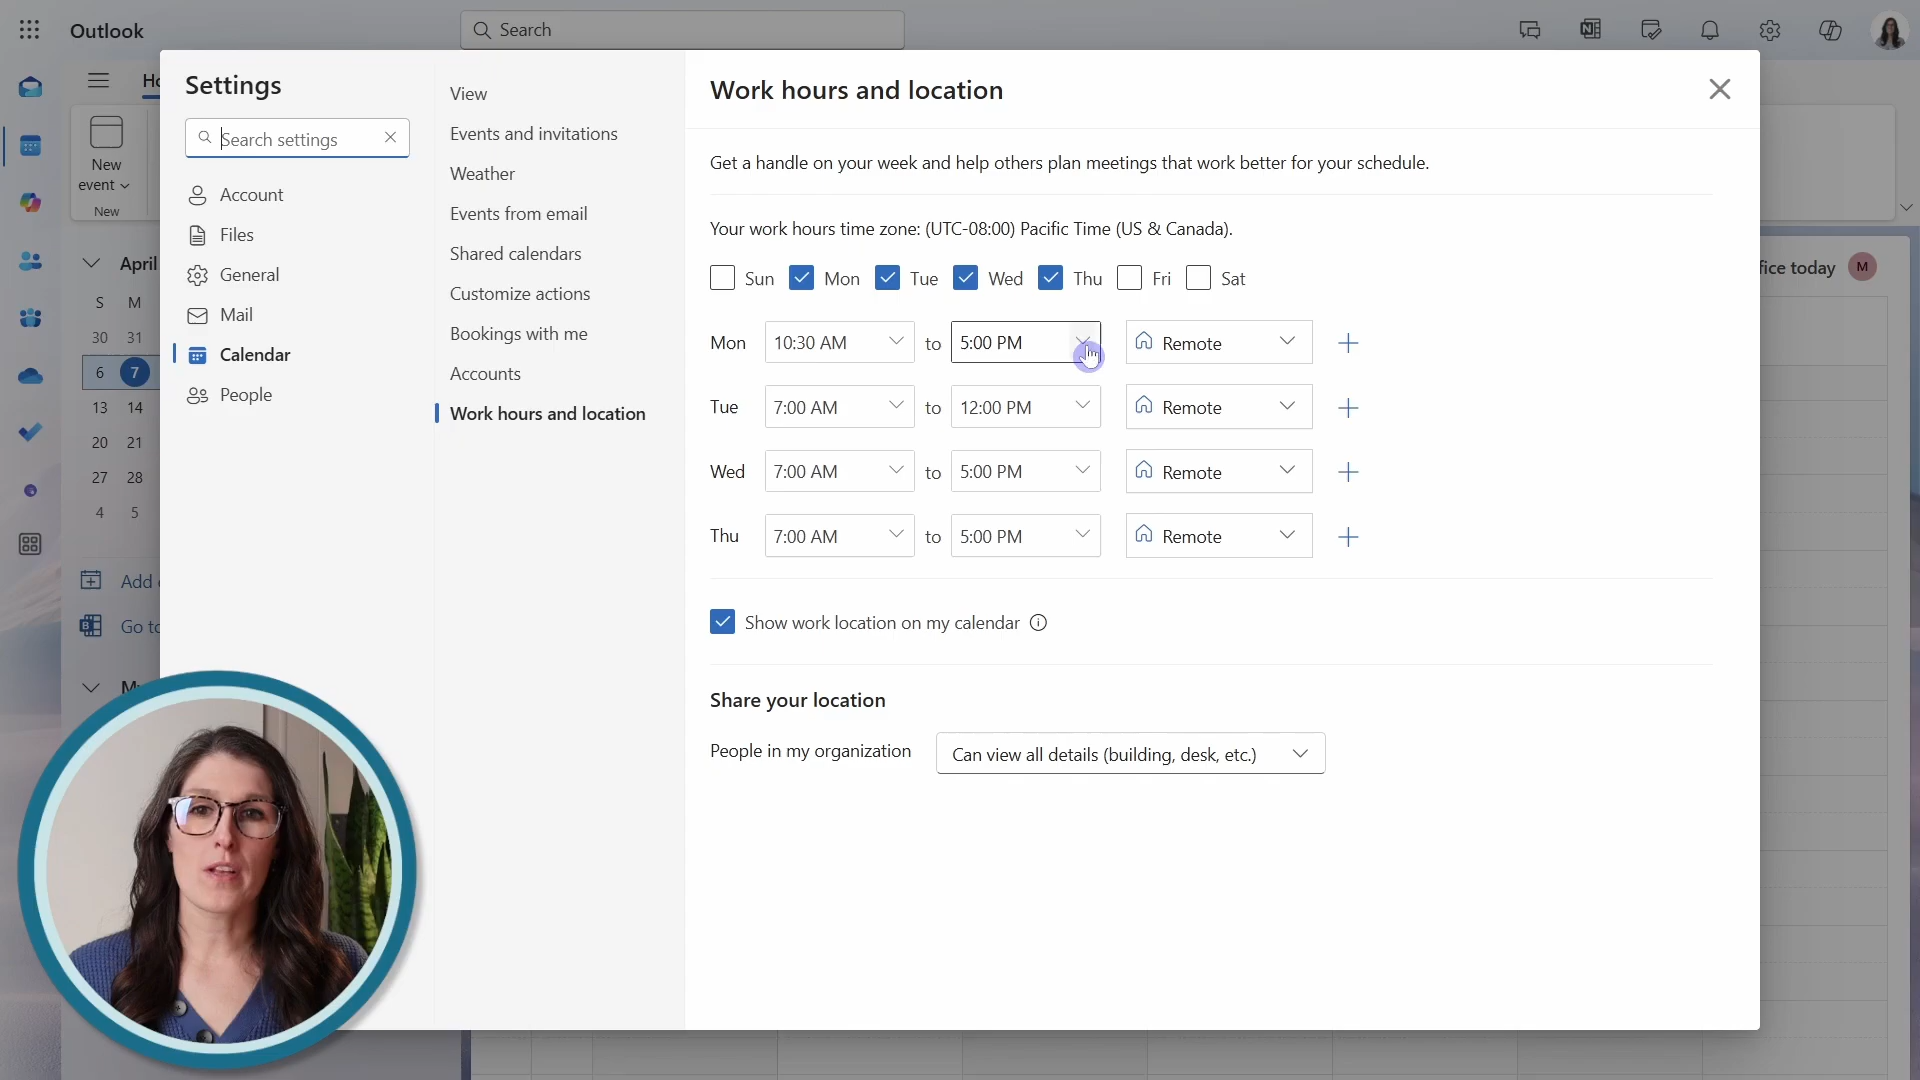 Outlook
Search
Ho
New
event
New
Settings
Search settings
Account
Files
General
Mail
Calendar
People
View
Events and invitations
Weather
Events from email
Shared calendars
Customize actions
Bookings with me
Accounts
Work hours and location
Work hours and location
Get a handle on your week and help others plan meetings that work better for your schedule.
Your work hours time zone: (UTC-08:00) Pacific Time (US & Canada).
Sun Mon Tue Wed Thu Fri Sat
Mon 10:30 AM to 5:00 PM Remote
Tue 7:00 AM to 12:00 PM Remote
Wed 7:00 AM to 5:00 PM Remote
Thu 7:00 AM to 5:00 PM Remote
Show work location on my calendar
Share your location
People in my organization Can view all details (building, desk, etc.)
April
S M
30 31
6 7
13 14
20 21
27 28
4 5
Add
Go to
My
fice today M